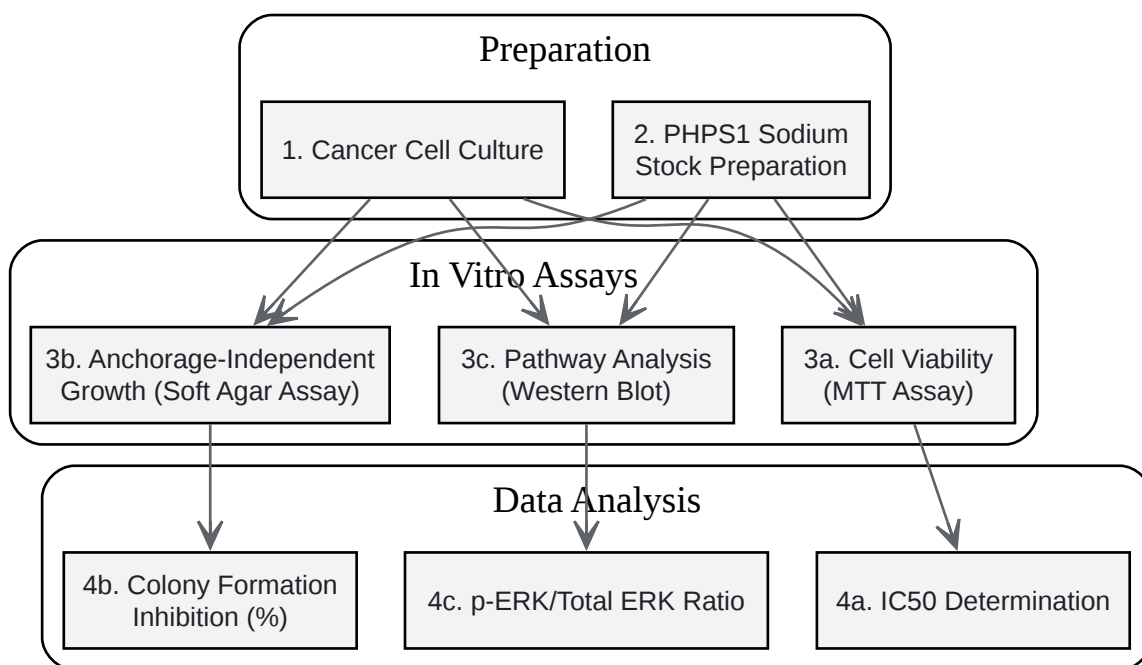 Preparation
1. Cancer Cell Culture
2. PHPS1 Sodium
Stock Preparation
In Vitro Assays
3b. Anchorage-Independent
Growth (Soft Agar Assay)
3c. Pathway Analysis
(Western Blot)
3a. Cell Viability
(MTT Assay)
Data Analysis
4b. Colony Formation
Inhibition (%)
4c. p-ERK/Total ERK Ratio
4a. IC50 Determination